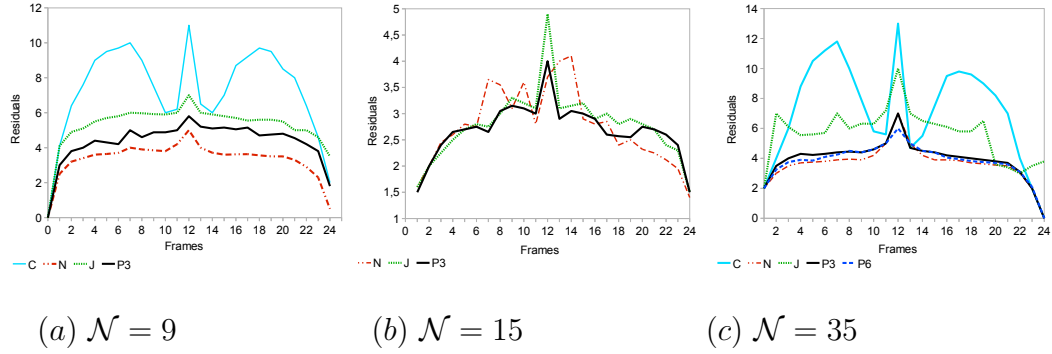 12
10
8
6
4
2
0
Residuals
0 2 4 6 8 10 12 14 16 18 20 22 24
Frames
C N J P3
5
4,5
4
3,5
3
2,5
2
1,5
1
Residuals
0 2 4 6 8 10 12 14 16 18 20 22 24
Frames
N J P3
14
12
10
8
6
4
2
0
Residuals
2 4 6 8 10 12 14 16 18 20 22 24
Frames
C N J P3 P6
(a) 𝒩 = 9
(b) 𝒩 = 15
(c) 𝒩 = 35